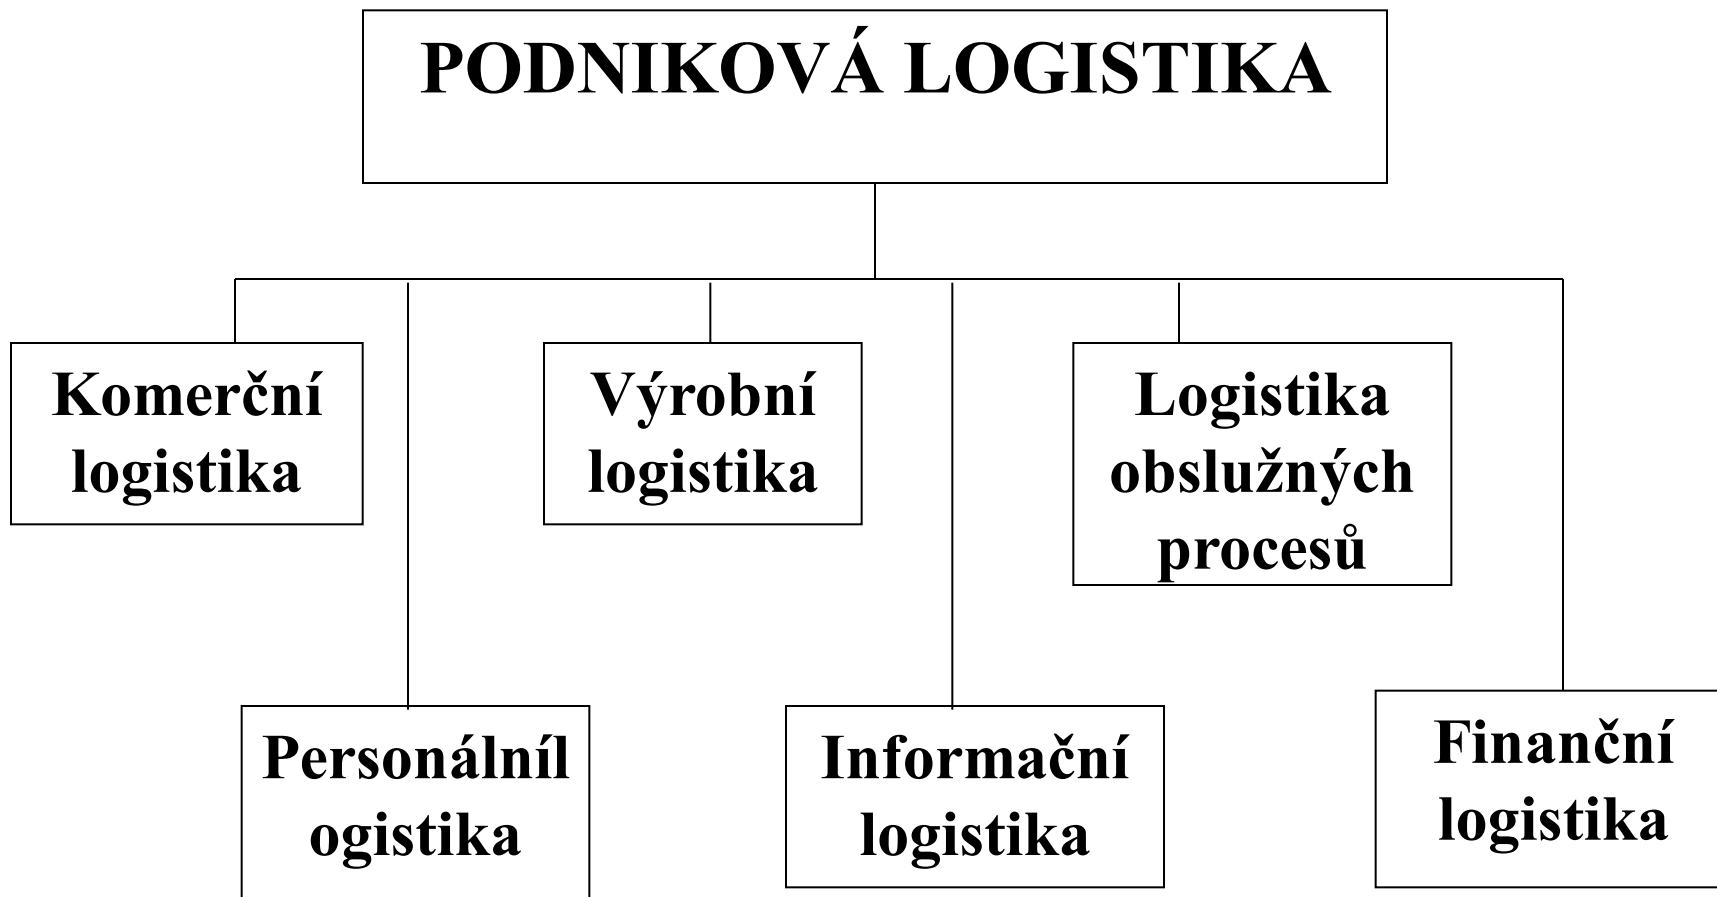 PODNIKOVÁ LOGISTIKA
Komerční
logistika
Výrobní
logistika
Logistika
obslužných
procesů
Personálníl
ogistika
Informační
logistika
Finanční
logistika